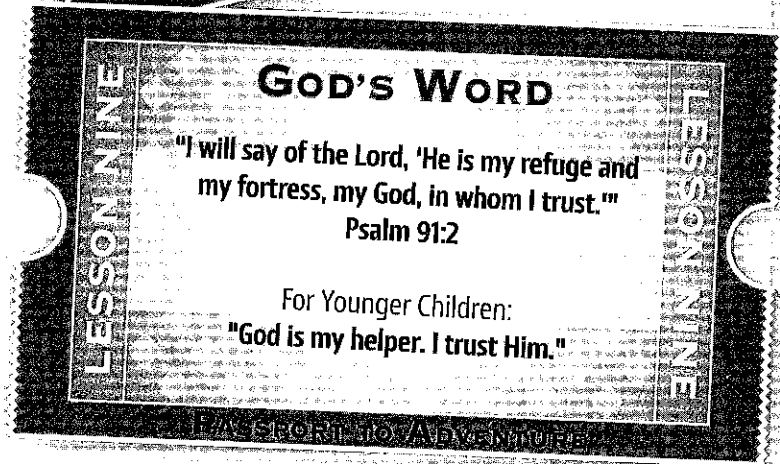 GOD'S WORD
"I will say of the Lord, 'He is my refuge and
my fortress, my God, in whom I trust.'"
Psalm 91:2
For Younger Children:
"God is my helper. I trust Him."
LESSON NINE
LESSON NINE
PASSPORT TO ADVENTURE